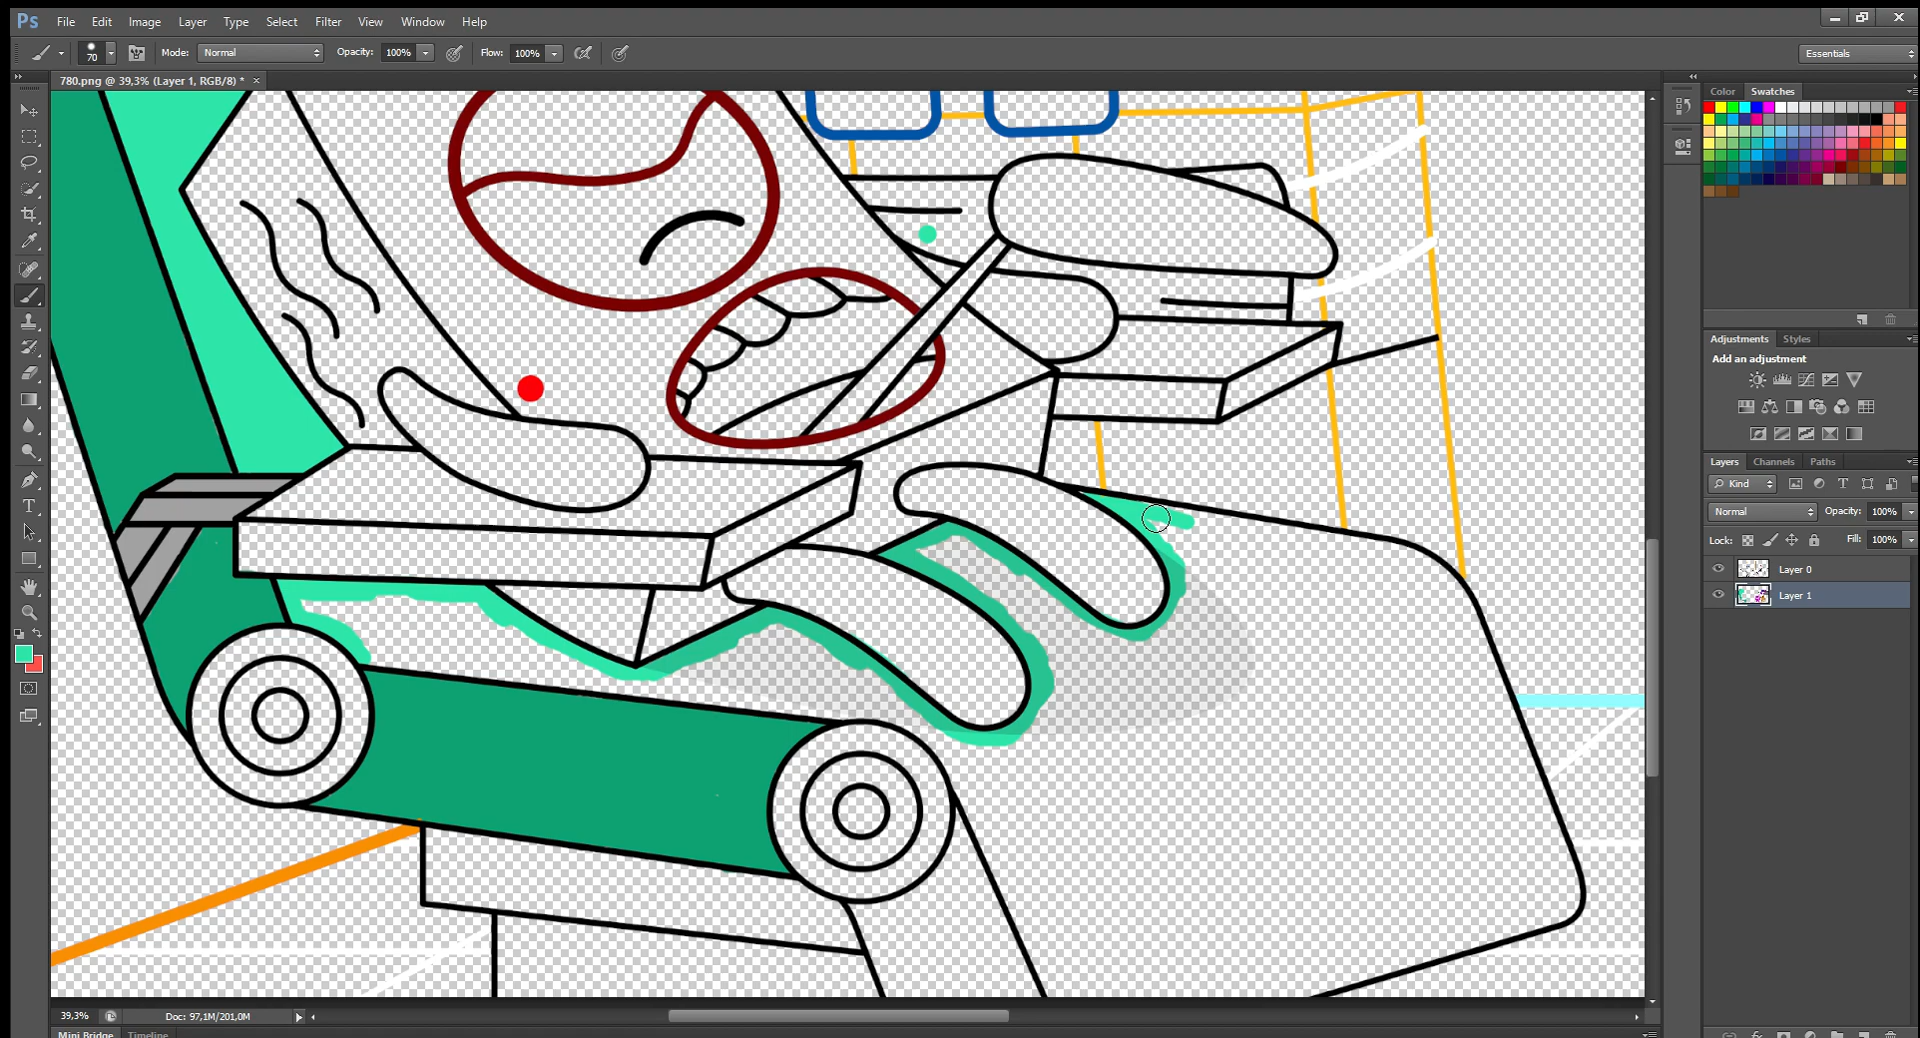 Ps File Edit Image Layer Type Select Filter View Window Help
70 Mode: Normal Opacity: 100% Flow: 100% Essentials
780.png @ 39,3% (Layer 1, RGB/8) * ×
Color Swatches
Adjustments Styles
Add an adjustment
Layers Channels Paths
Kind T
Normal Opacity: 100%
Lock: Fill: 100%
Layer 0
Layer 1
T
39,3% Doc: 97,1M/201,0M
Mini Bridge Timeline
fx